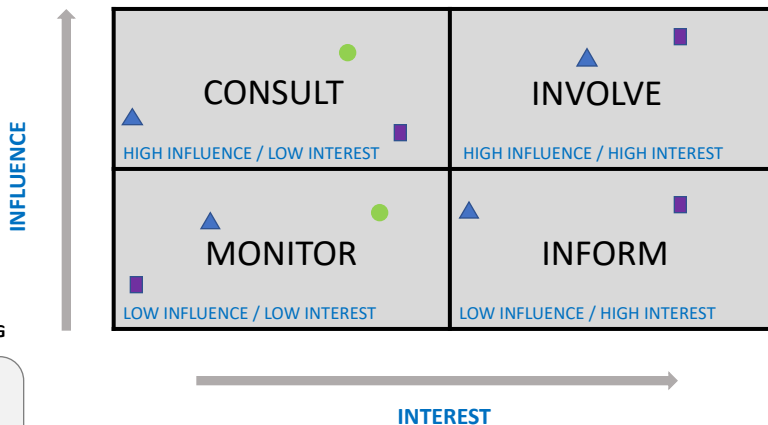 INFLUENCE
CONSULT
HIGH INFLUENCE / LOW INTEREST
INVOLVE
HIGH INFLUENCE / HIGH INTEREST
MONITOR
LOW INFLUENCE / LOW INTEREST
INFORM
LOW INFLUENCE / HIGH INTEREST
G
INTEREST